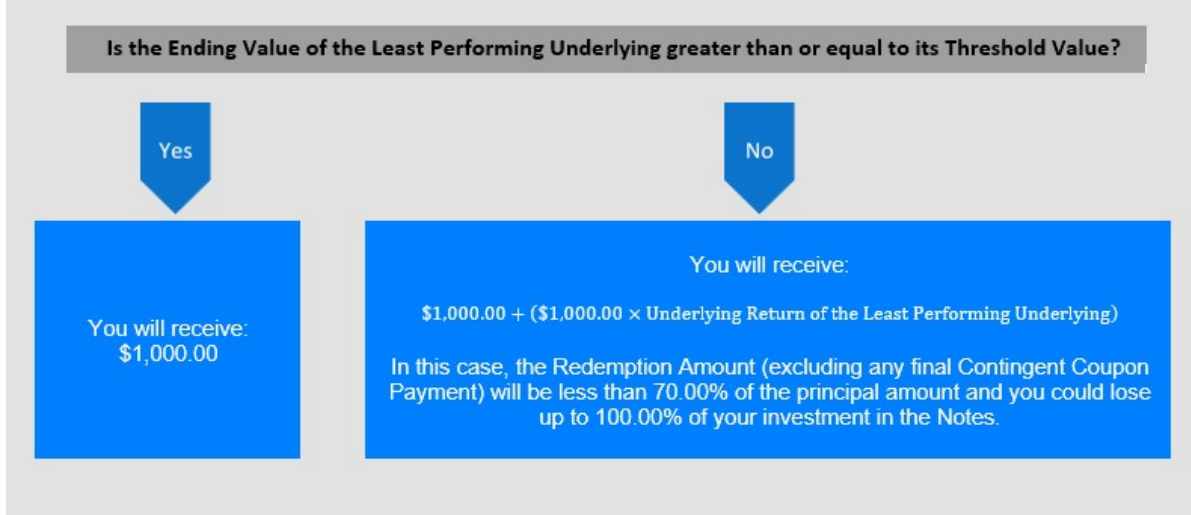 Is the Ending Value of the Least Performing Underlying greater than or equal to its Threshold Value?
Yes
No
You will receive:
$1,000.00
You will receive:
$1,000.00 + ($1,000.00 × Underlying Return of the Least Performing Underlying)
In this case, the Redemption Amount (excluding any final Contingent Coupon
Payment) will be less than 70.00% of the principal amount and you could lose
up to 100.00% of your investment in the Notes.